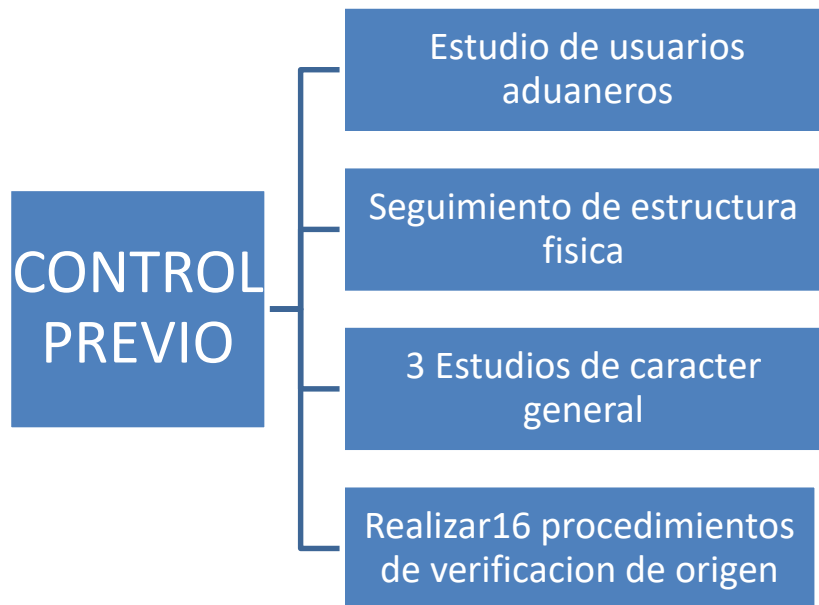 CONTROL
PREVIO
Estudio de usuarios
aduaneros
Seguimiento de estructura
fisica
3 Estudios de caracter
general
Realizar16 procedimientos
de verificacion de origen